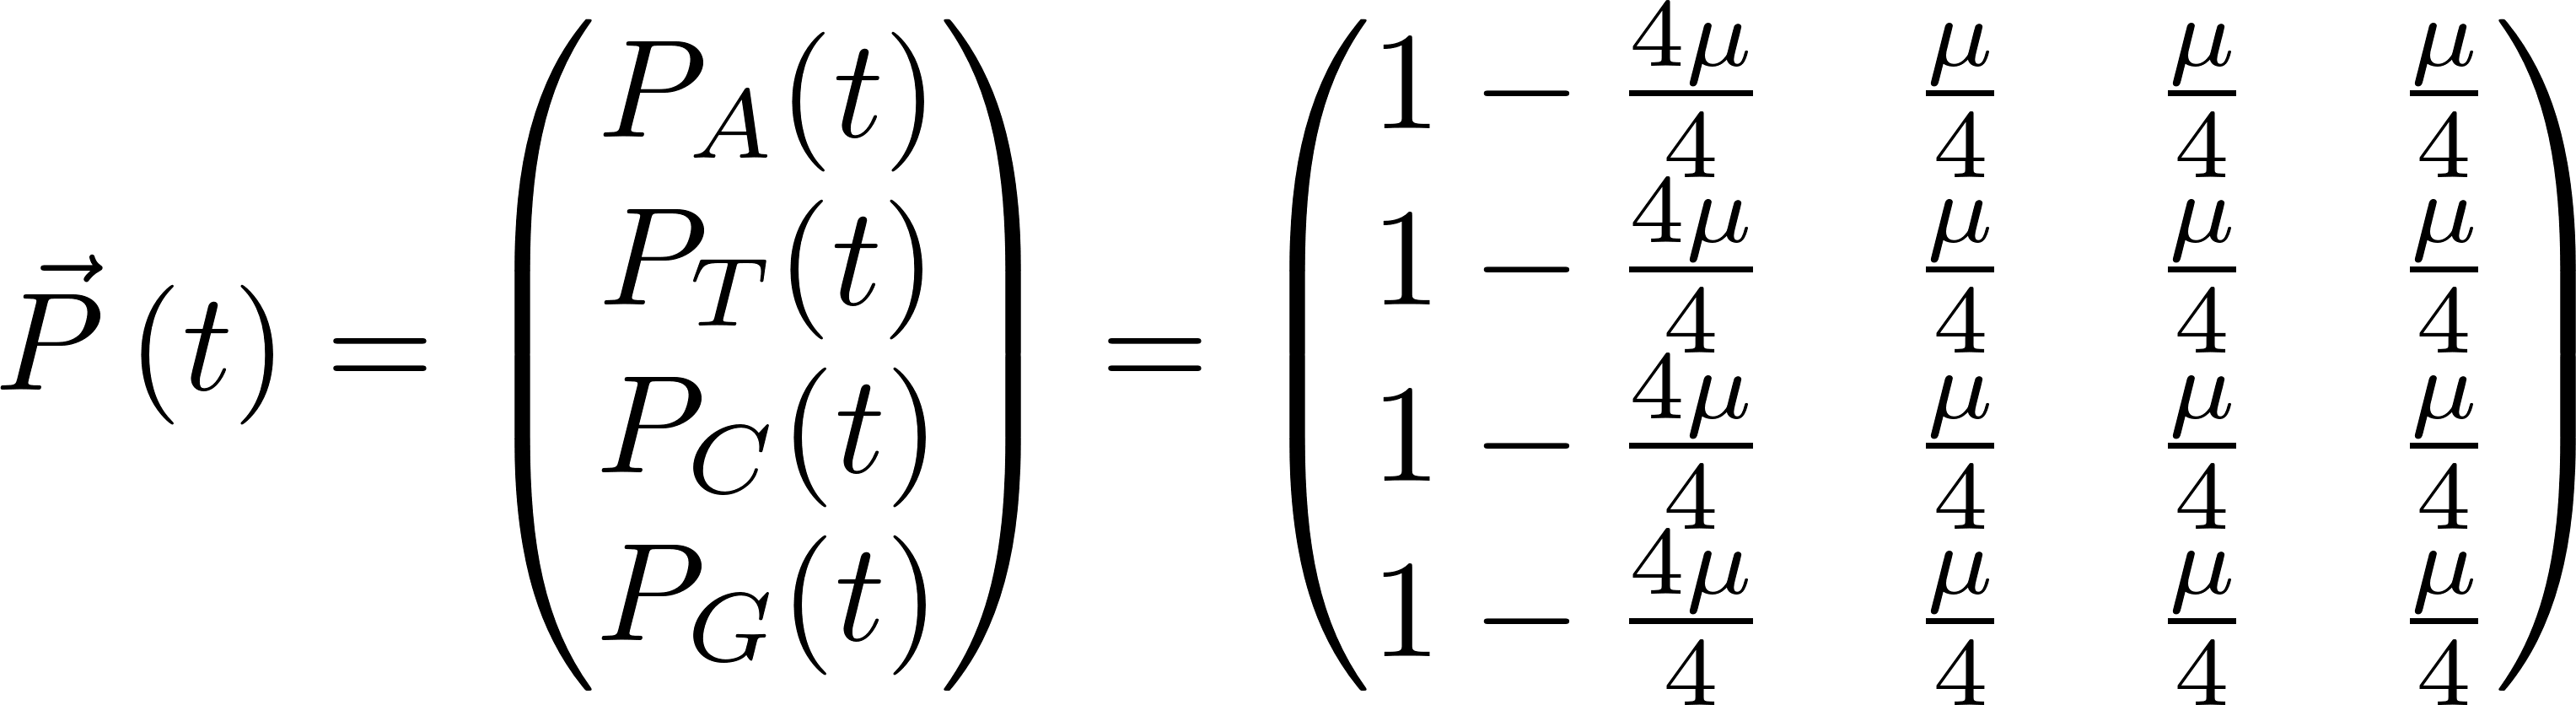 $$\vec{P}(t) = \begin{pmatrix} P_A(t) \\ P_T(t) \\ P_C(t) \\ P_G(t) \end{pmatrix} = \begin{pmatrix} 1 - \frac{4\mu}{4} & \frac{\mu}{4} & \frac{\mu}{4} & \frac{\mu}{4} \\ 1 - \frac{4\mu}{4} & \frac{\mu}{4} & \frac{\mu}{4} & \frac{\mu}{4} \\ 1 - \frac{4\mu}{4} & \frac{\mu}{4} & \frac{\mu}{4} & \frac{\mu}{4} \\ 1 - \frac{4\mu}{4} & \frac{\mu}{4} & \frac{\mu}{4} & \frac{\mu}{4} \end{pmatrix}$$